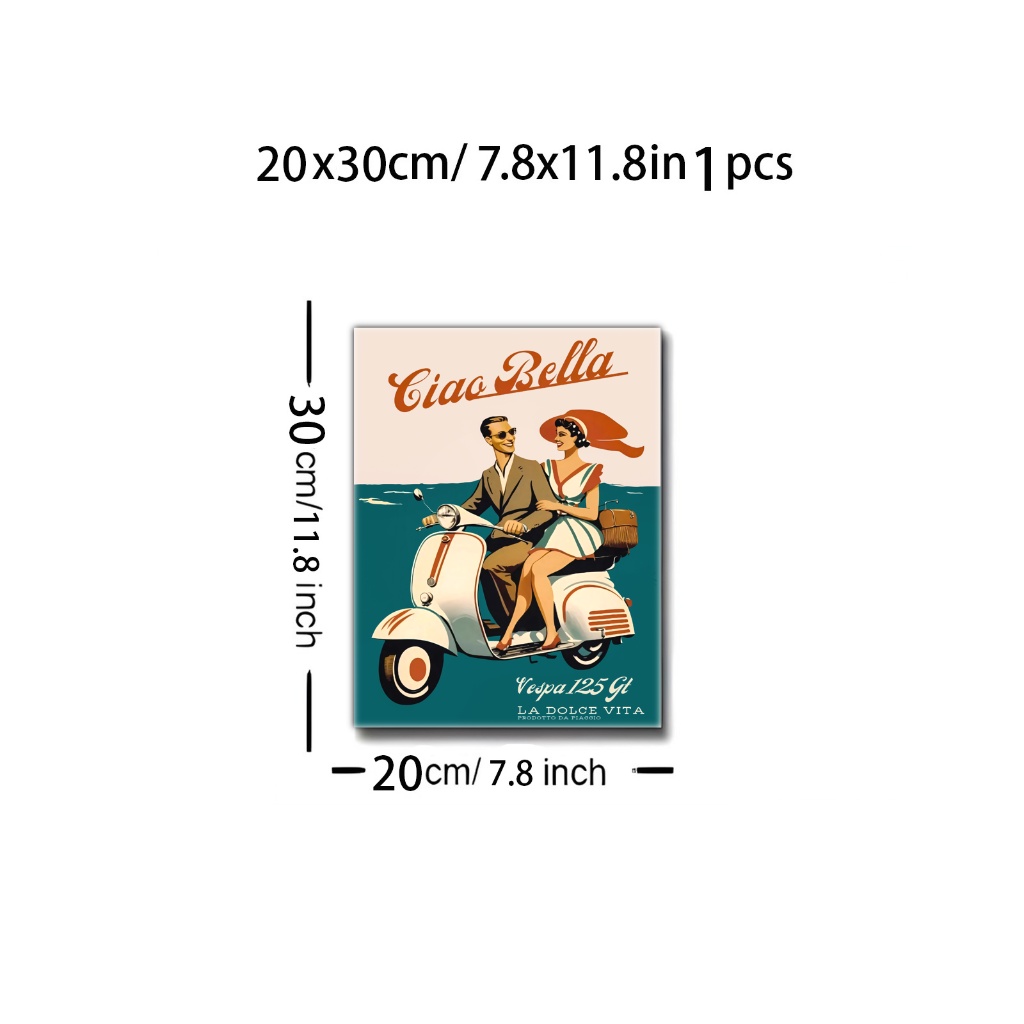 20x30cm/ 7.8x11.8in 1 pcs
30cm/11.8 inch
Ciao Bella
Vespa 125 Gt
LA DOLCE VITA
PRODOTTO DA PIAGGIO
20cm/ 7.8 inch